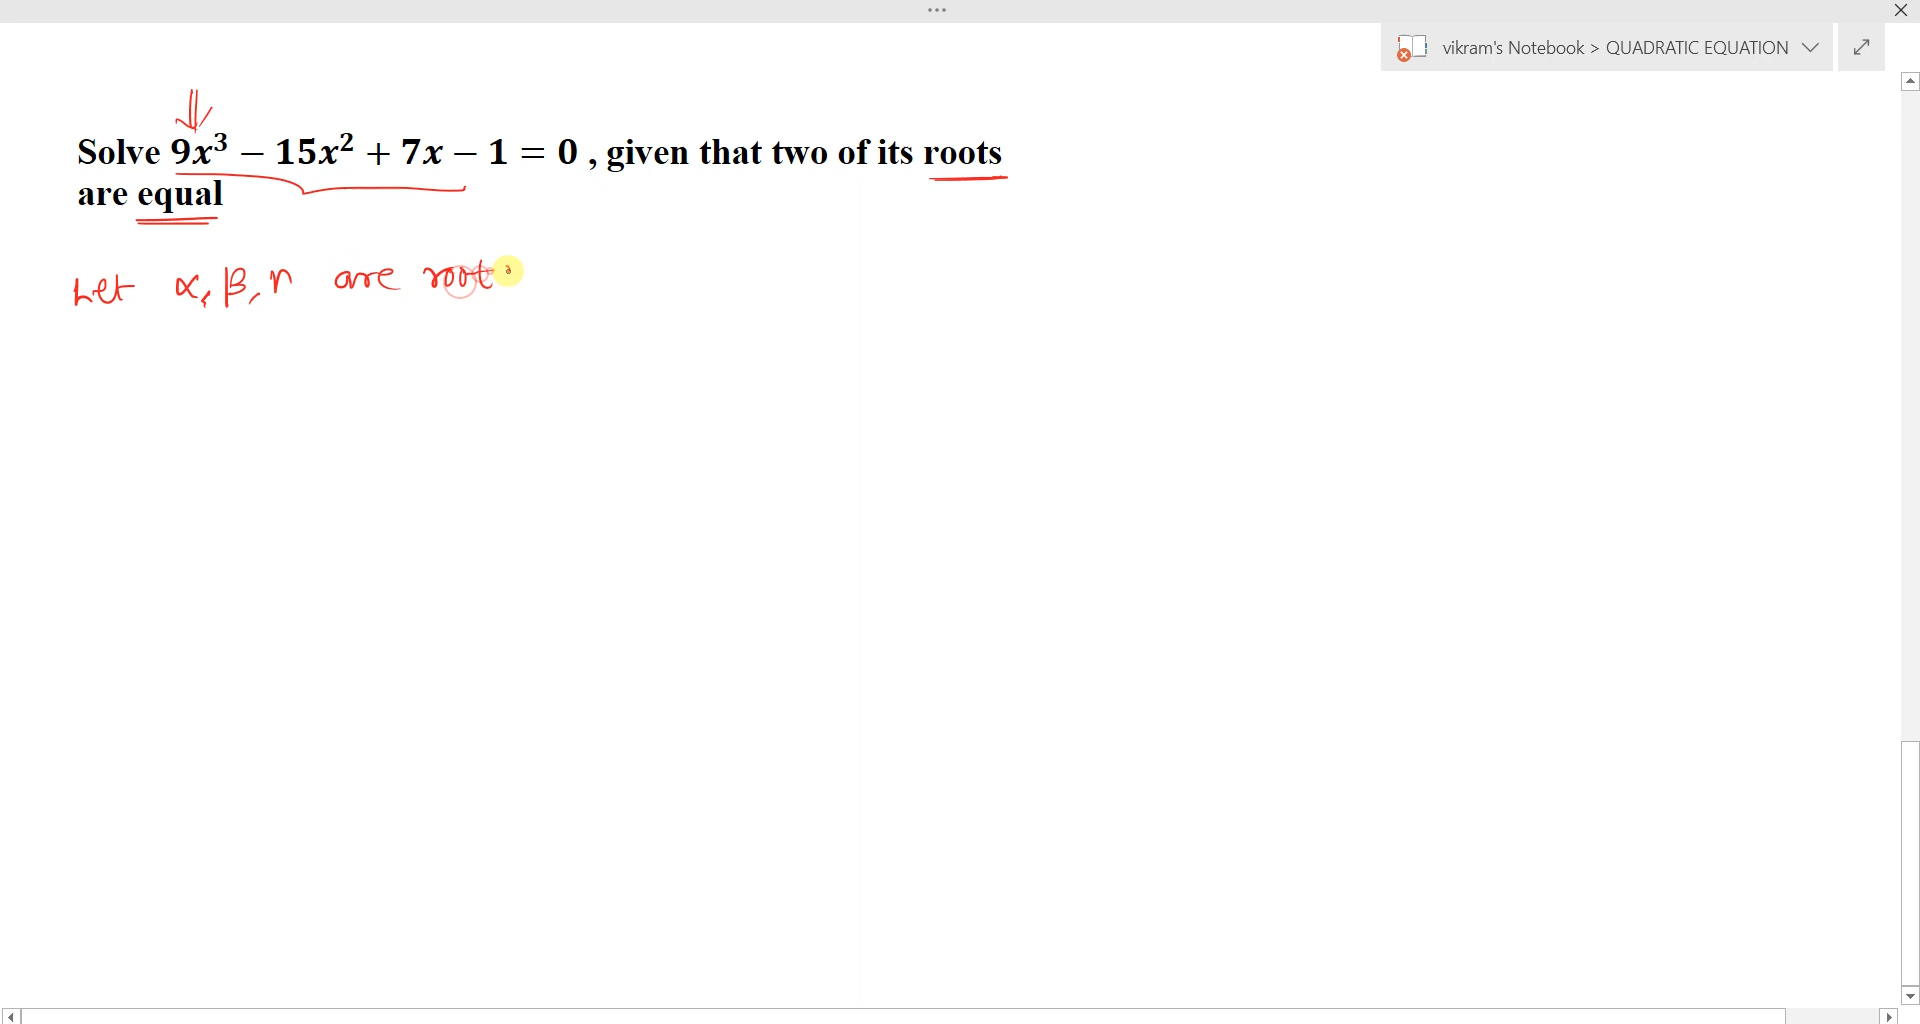 vikram's Notebook > QUADRATIC EQUATION
Solve 9x³ − 15x² + 7x − 1 = 0 , given that two of its roots
are equal
Let α, β, γ are roots